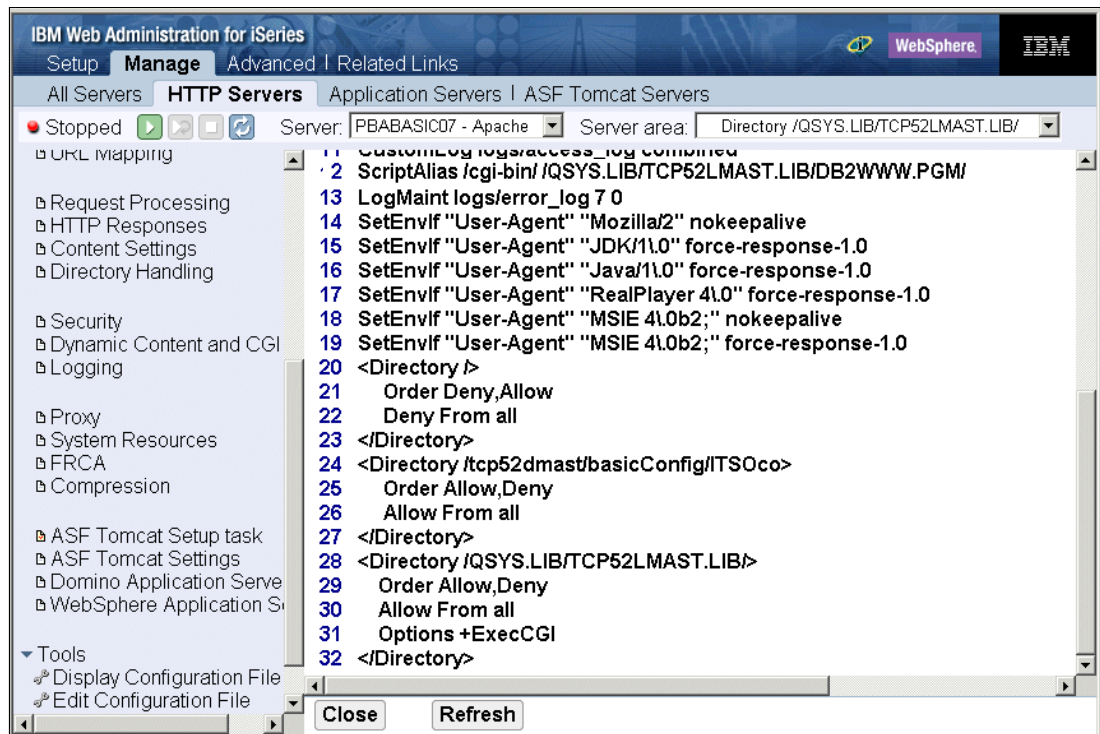 IBM Web Administration for iSeries
WebSphere.
IBM
Setup Manage Advanced | Related Links
All Servers HTTP Servers Application Servers | ASF Tomcat Servers
Stopped Server: PBABASIC07 - Apache Server area: Directory /QSYS.LIB/TCP52LMAST.LIB/
URL Mapping
Request Processing
HTTP Responses
Content Settings
Directory Handling
Security
Dynamic Content and CGI
Logging
Proxy
System Resources
FRCA
Compression
ASF Tomcat Setup task
ASF Tomcat Settings
Domino Application Serve
WebSphere Application S
Tools
Display Configuration File
Edit Configuration File
11 CustomLog logs/access_log combined
2 ScriptAlias /cgi-bin/ /QSYS.LIB/TCP52LMAST.LIB/DB2WWW.PGM/
13 LogMaint logs/error_log 7 0
14 SetEnvIf "User-Agent" "Mozilla/2" nokeepalive
15 SetEnvIf "User-Agent" "JDK/1\.0" force-response-1.0
16 SetEnvIf "User-Agent" "Java/1\.0" force-response-1.0
17 SetEnvIf "User-Agent" "RealPlayer 4\.0" force-response-1.0
18 SetEnvIf "User-Agent" "MSIE 4\.0b2;" nokeepalive
19 SetEnvIf "User-Agent" "MSIE 4\.0b2;" force-response-1.0
20 <Directory />
21 Order Deny,Allow
22 Deny From all
23 </Directory>
24 <Directory /tcp52dmast/basicConfig/ITSOco>
25 Order Allow,Deny
26 Allow From all
27 </Directory>
28 <Directory /QSYS.LIB/TCP52LMAST.LIB/>
29 Order Allow,Deny
30 Allow From all
31 Options +ExecCGI
32 </Directory>
Close Refresh